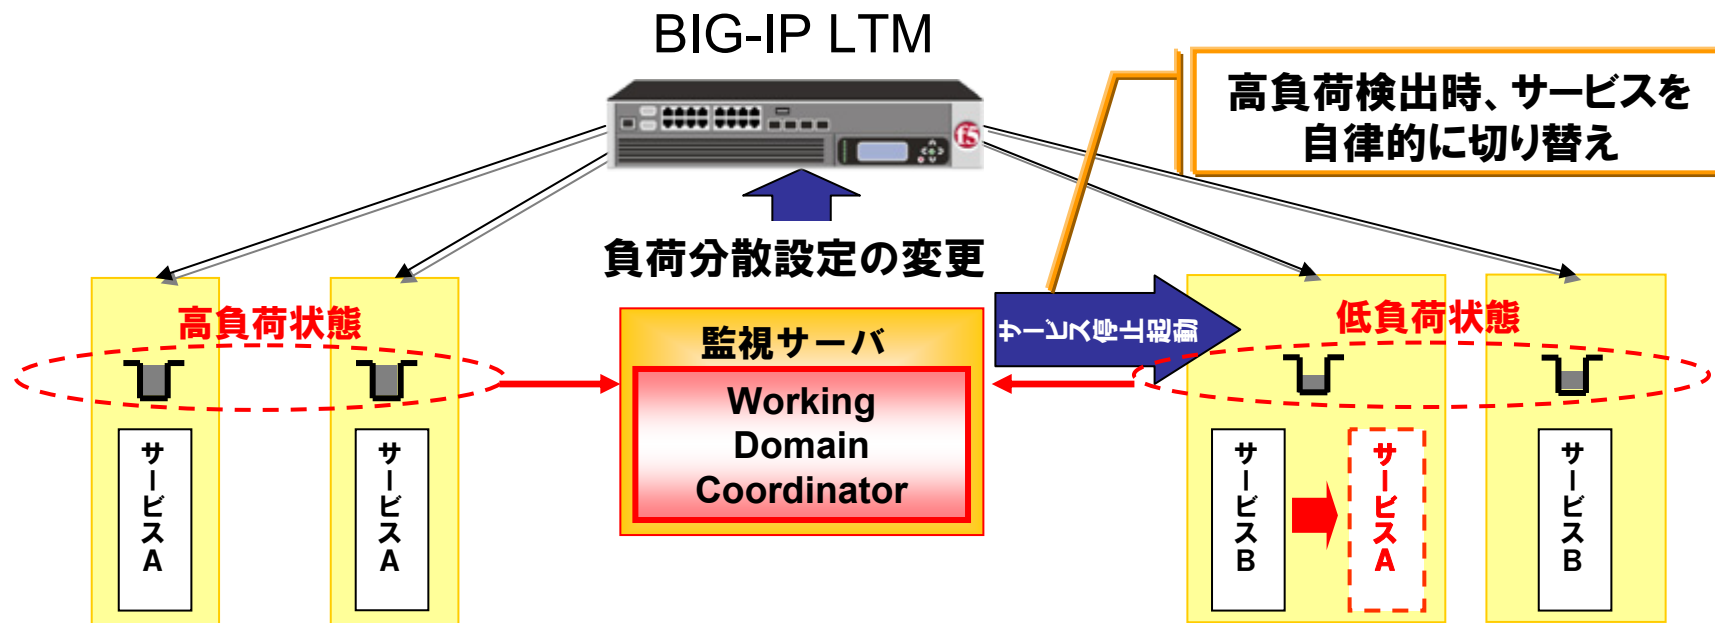 BIG-IP LTM
高負荷検出時、サービスを
自律的に切り替え
f5
負荷分散設定の変更
高負荷状態
監視サーバ
サービス停止起動
低負荷状態
Working
Domain
Coordinator
サービスA
サービスA
サービスB
サービスA
サービスB